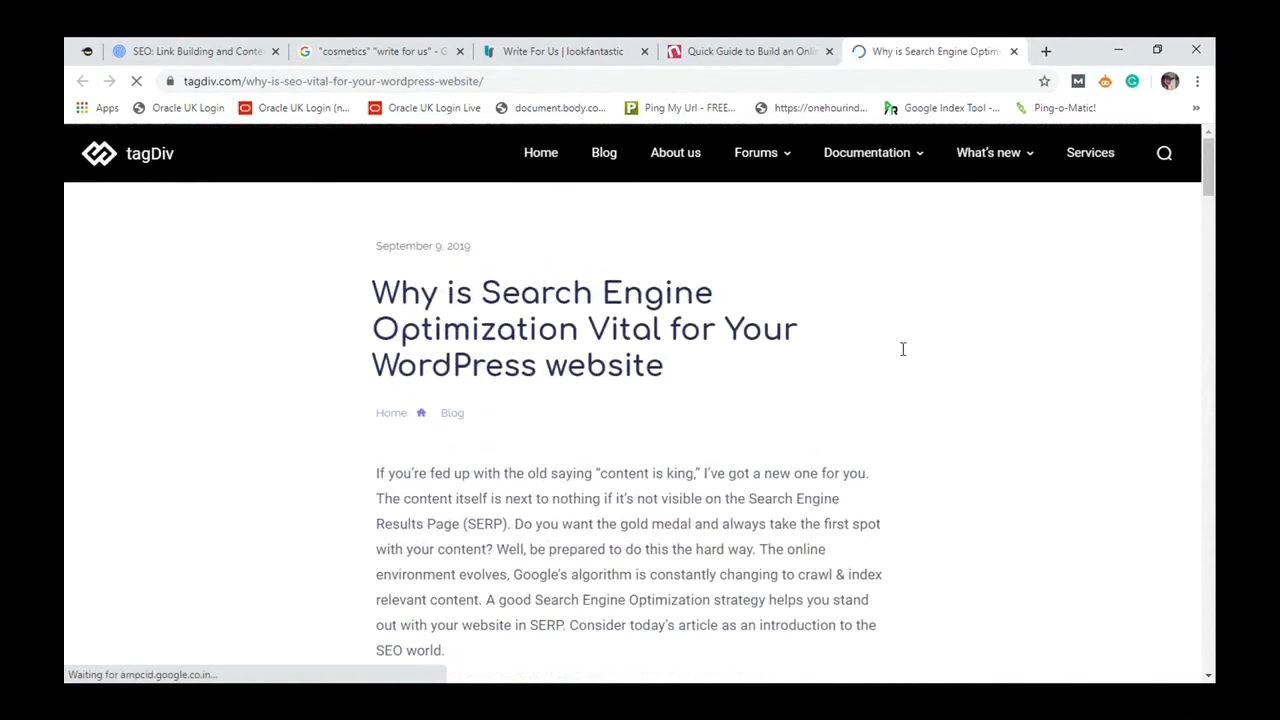 SEO: Link Building and Conte
"cosmetics" "write for us" - G
Write For Us | lookfantastic
Quick Guide to Build an Onlin
Why is Search Engine Optim
tagdiv.com/why-is-seo-vital-for-your-wordpress-website/
Apps
Oracle UK Login
Oracle UK Login (n...
Oracle UK Login Live
document.body.co...
Ping My Url - FREE...
https://onehourind...
Google Index Tool -...
Ping-o-Matic!
tagDiv
Home
Blog
About us
Forums
Documentation
What's new
Services
September 9, 2019
Why is Search Engine
Optimization Vital for Your
WordPress website
Home
Blog
If you're fed up with the old saying “content is king,” I've got a new one for you.
The content itself is next to nothing if it's not visible on the Search Engine
Results Page (SERP). Do you want the gold medal and always take the first spot
with your content? Well, be prepared to do this the hard way. The online
environment evolves, Google's algorithm is constantly changing to crawl & index
relevant content. A good Search Engine Optimization strategy helps you stand
out with your website in SERP. Consider today's article as an introduction to the
SEO world.
Waiting for ampcid.google.co.in...